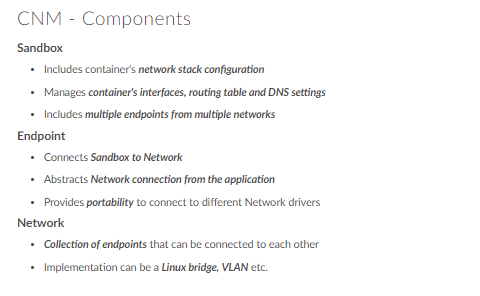 CNM - Components
Sandbox
• Includes container's network stack configuration
• Manages container's interfaces, routing table and DNS settings
• Includes multiple endpoints from multiple networks
Endpoint
• Connects Sandbox to Network
• Abstracts Network connection from the application
• Provides portability to connect to different Network drivers
Network
• Collection of endpoints that can be connected to each other
• Implementation can be a Linux bridge, VLAN etc.